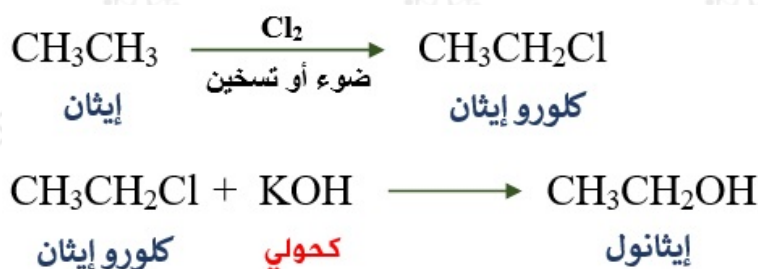 Cl₂
CH₃CH₃ ⟶ CH₃CH₂Cl
ضوء أو تسخين
إيثان كلورو إيثان
CH₃CH₂Cl + KOH ⟶ CH₃CH₂OH
كلورو إيثان كحولي إيثانول